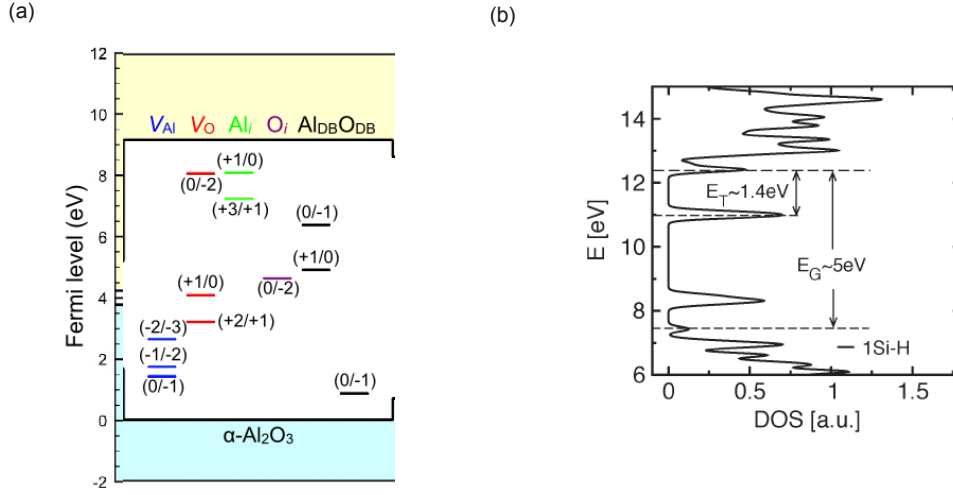 (a)
(b)
12
10
8
6
4
2
0
-2
Fermi level (eV)
VAl VO Ali Oi AlDBODB
(+1/0)
(0/-2)
(+3/+1)
(0/-1)
(+1/0)
(+1/0)
(0/-2)
(-2/-3)
(+2/+1)
(-1/-2)
(0/-1)
(0/-1)
α-Al2O3
14
12
10
8
6
E [eV]
ET~1.4eV
EG~5eV
1Si-H
0 0.5 1 1.5
DOS [a.u.]